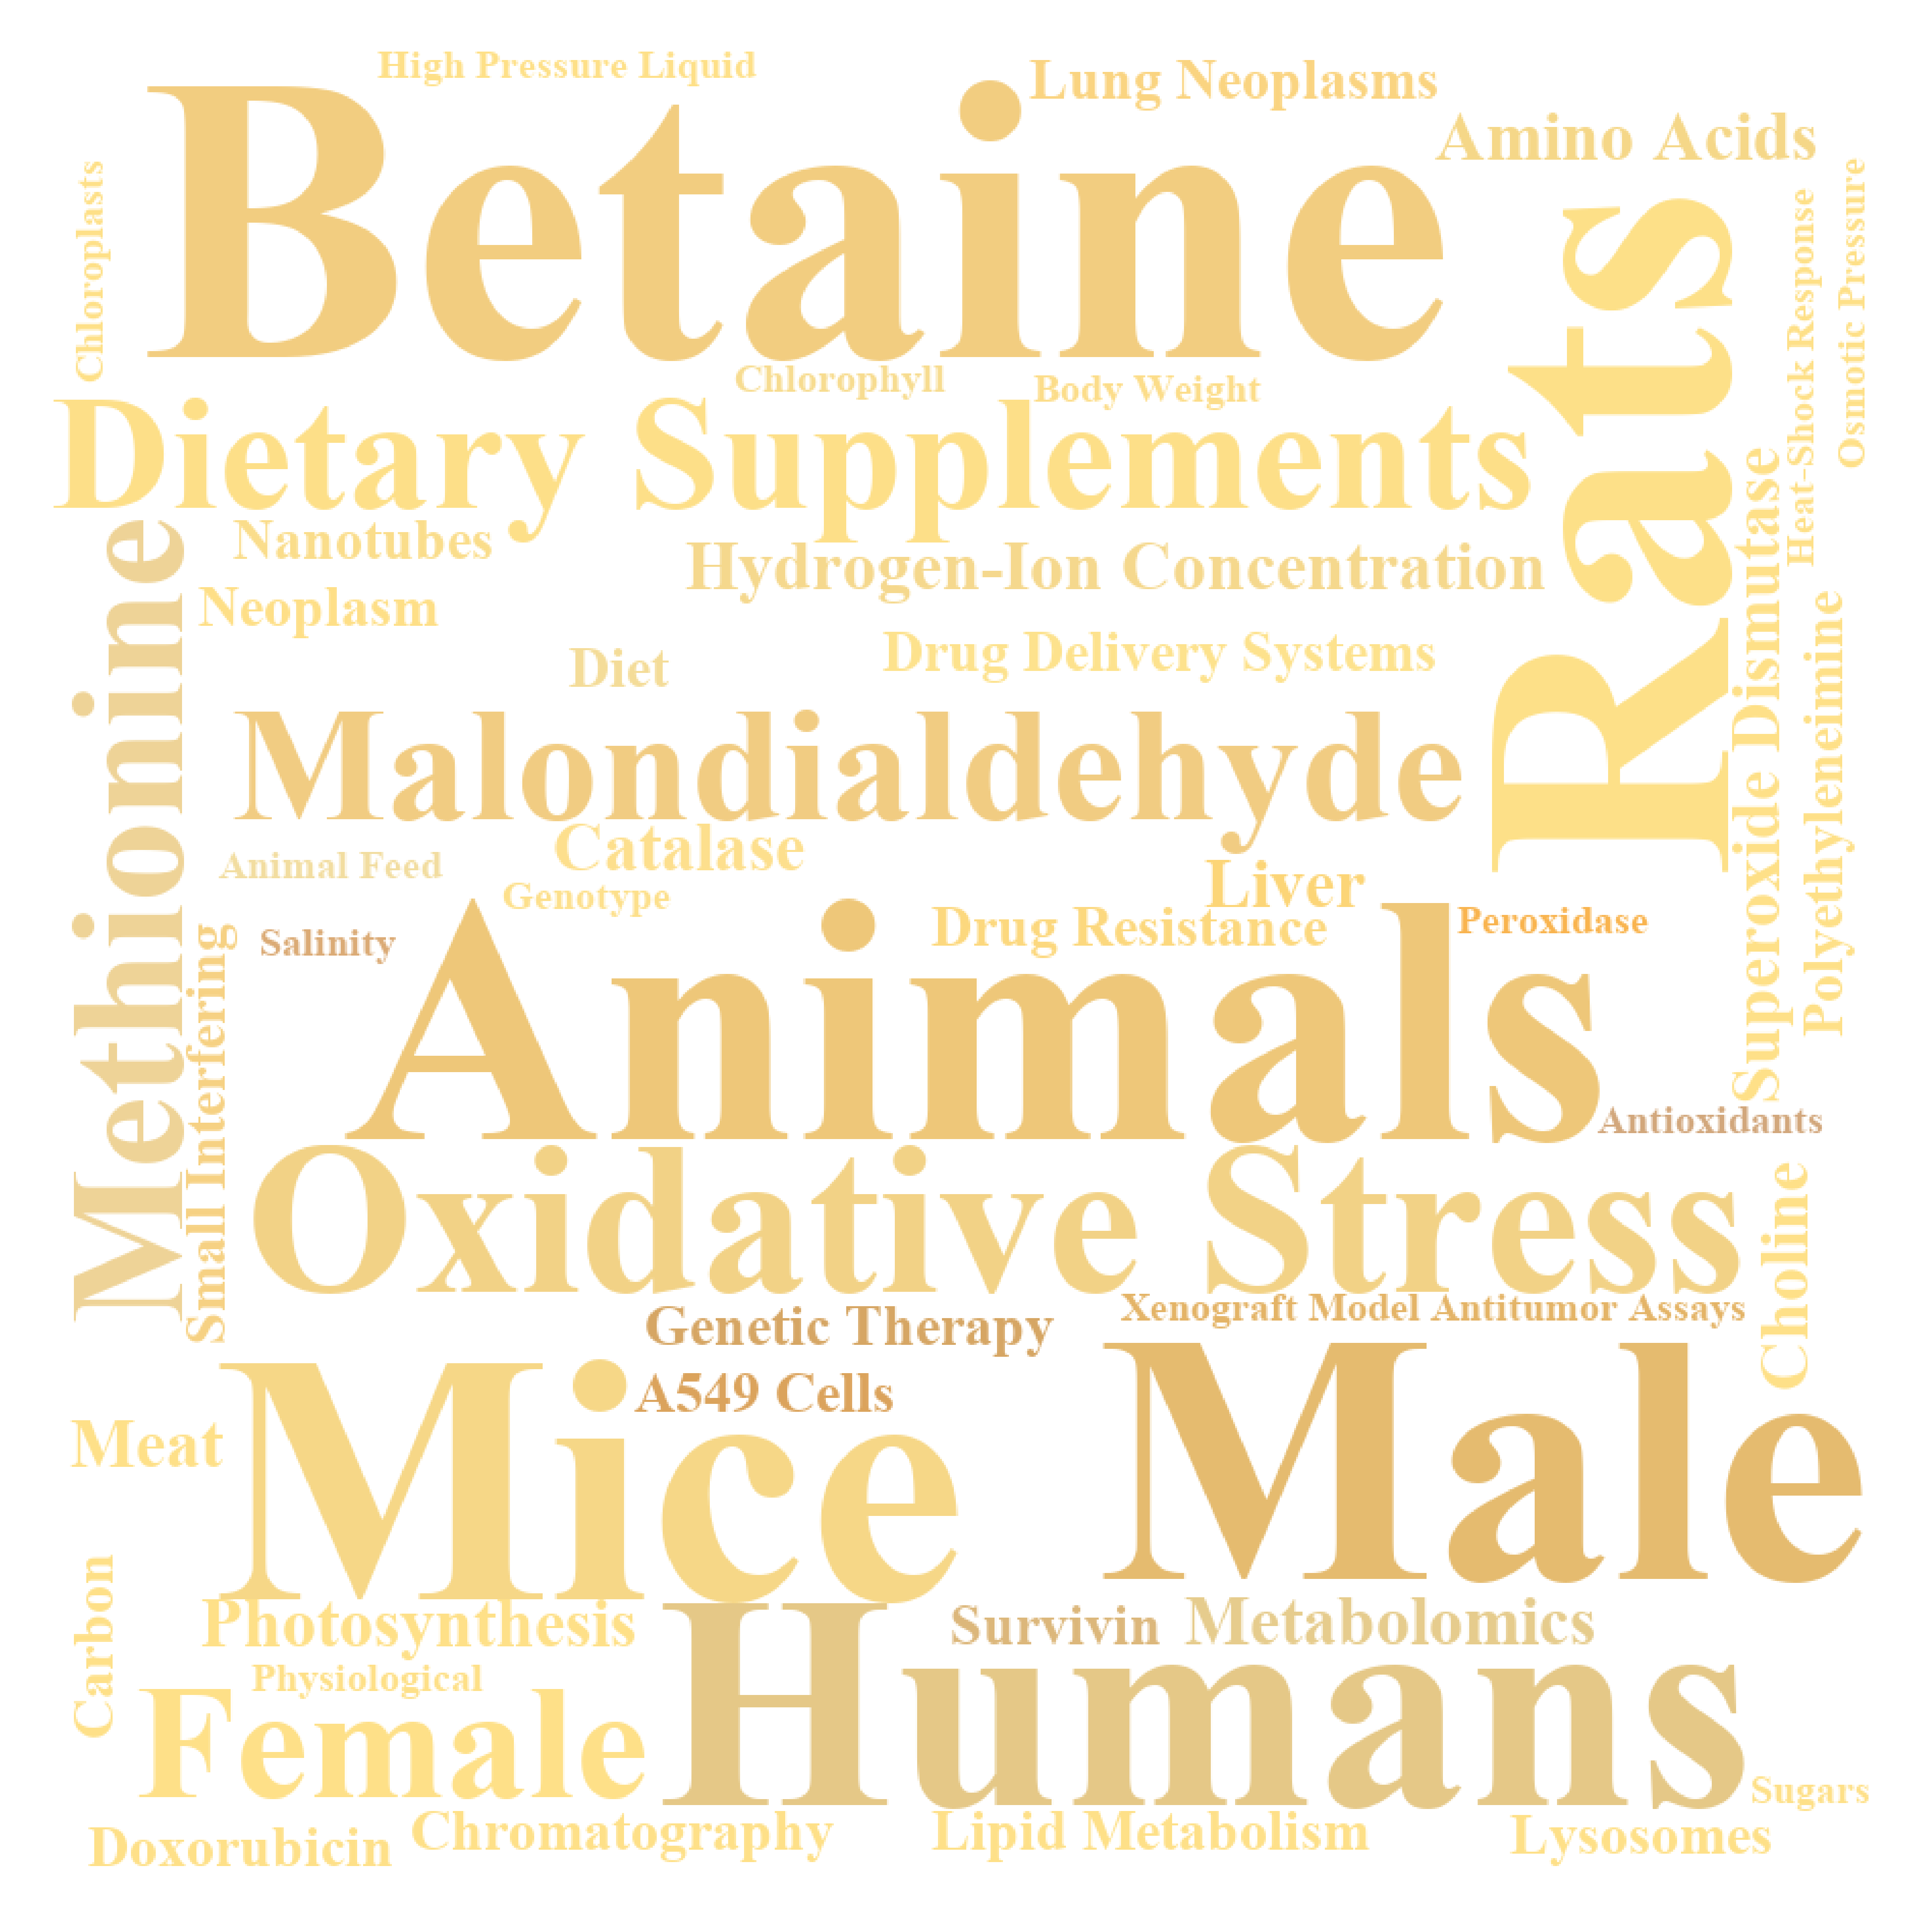 High Pressure Liquid
Lung Neoplasms
Betaine
Amino Acids
Chloroplasts
Rats
Heat-Shock Response
Osmotic Pressure
Chlorophyll
Body Weight
Dietary Supplements
Nanotubes
Hydrogen-Ion Concentration
Methionine
Neoplasm
Superoxide Dismutase
Polyethyleneimine
Diet
Drug Delivery Systems
Malondialdehyde
Catalase
Animal Feed
Liver
Genotype
Drug Resistance
Peroxidase
Salinity
Small Interfering
Animals
Antioxidants
Oxidative Stress
Choline
Genetic Therapy
Xenograft Model Antitumor Assays
A549 Cells
Mice
Male
Meat
Carbon
Photosynthesis
Survivin
Metabolomics
Physiological
Female
Humans
Sugars
Doxorubicin
Chromatography
Lipid Metabolism
Lysosomes